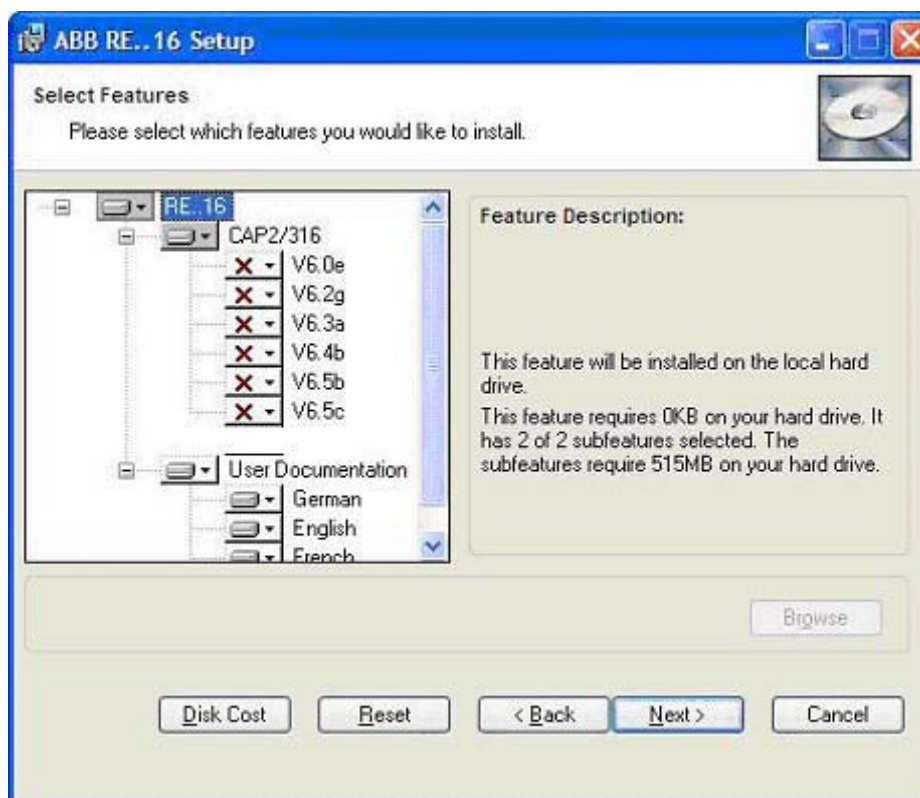 ABB RE..16 Setup
Select Features
Please select which features you would like to install.
RE..16
CAP2/316
V6.0e
V6.2g
V6.3a
V6.4b
V6.5b
V6.5c
User Documentation
German
English
French
Feature Description:
This feature will be installed on the local hard
drive.
This feature requires 0KB on your hard drive. It
has 2 of 2 subfeatures selected. The
subfeatures require 515MB on your hard drive.
Browse
Disk Cost
Reset
< Back
Next >
Cancel